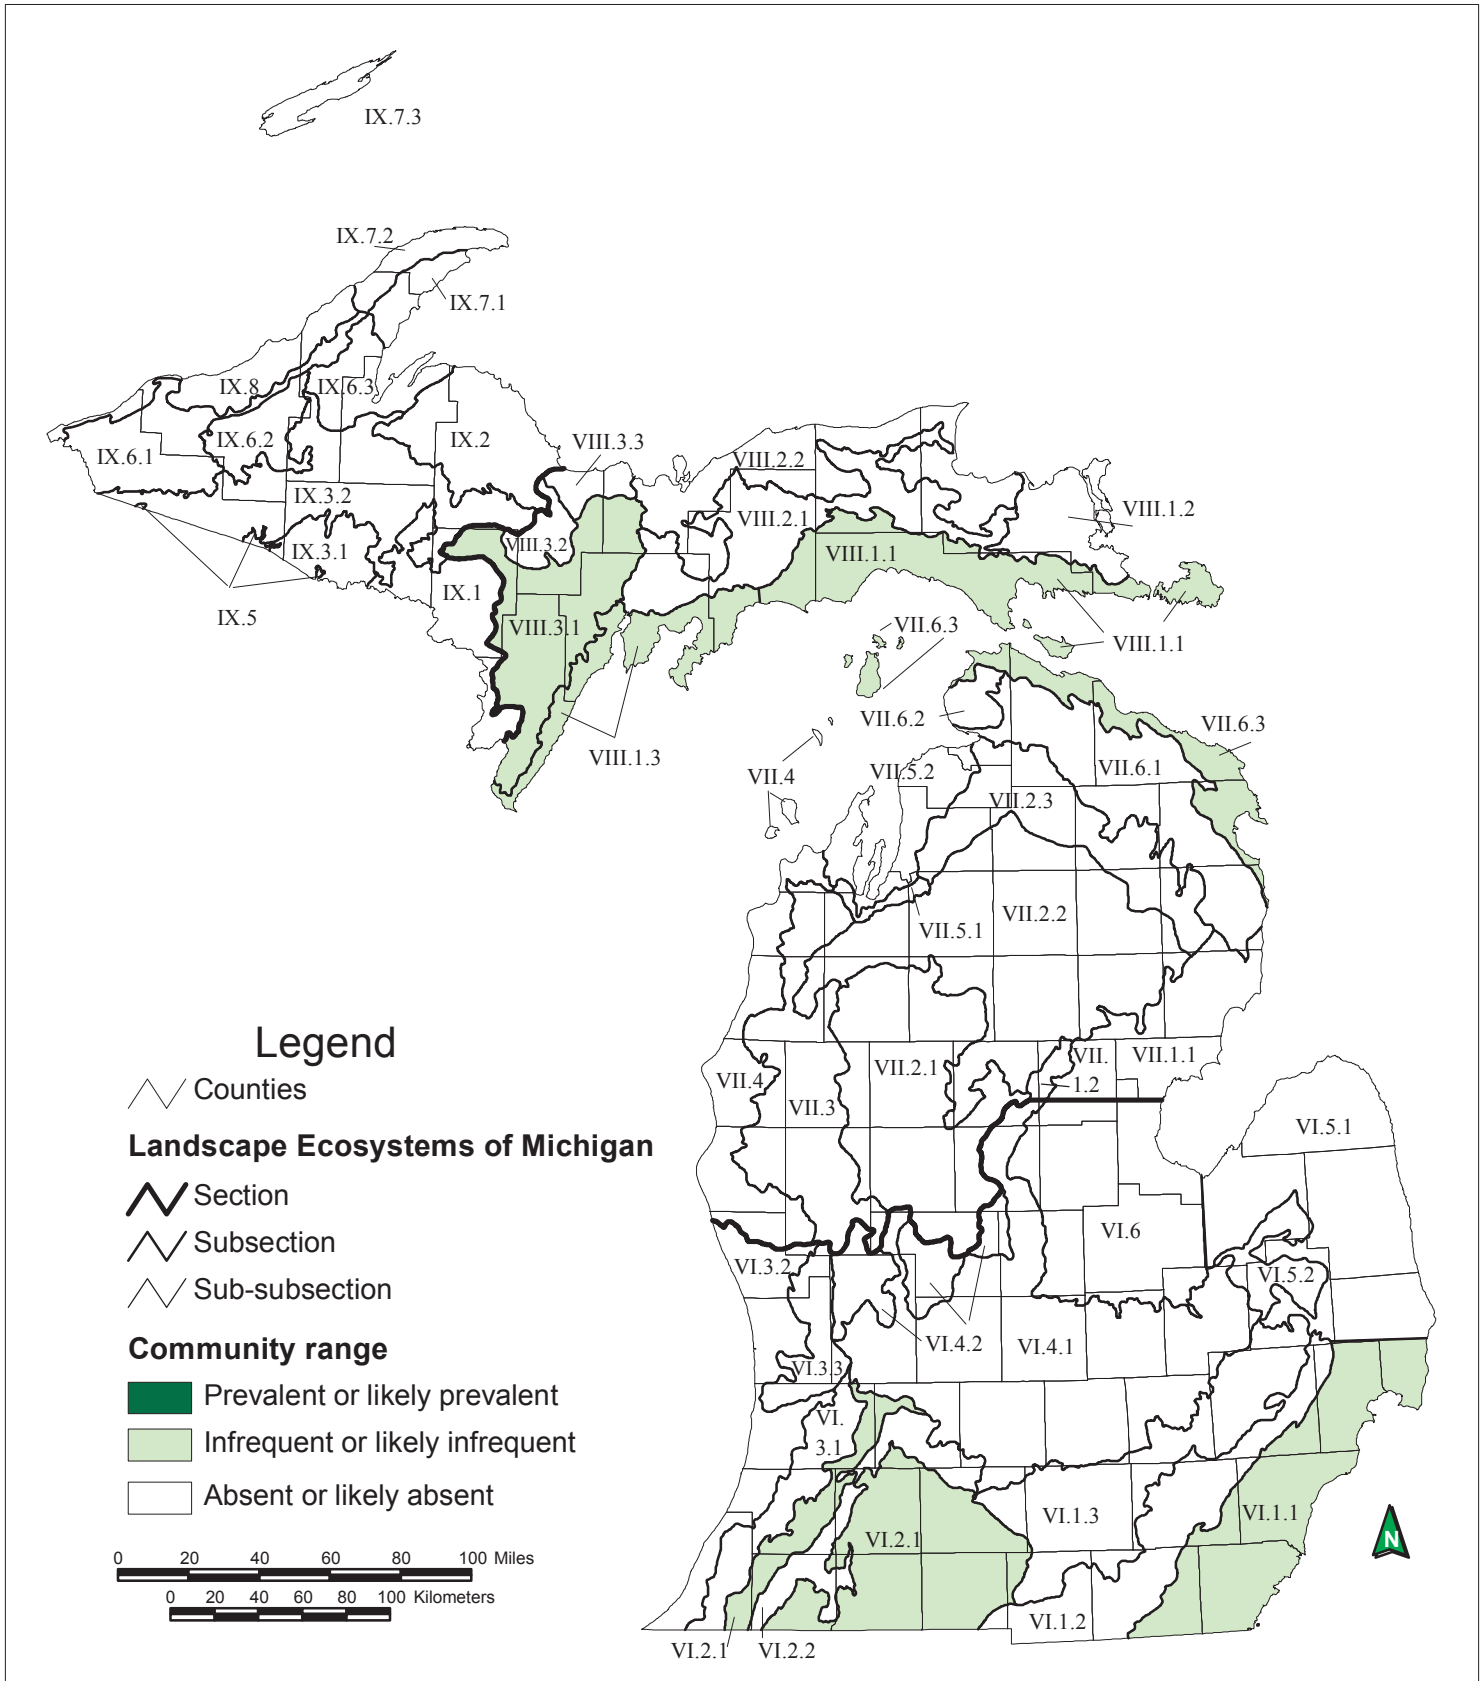 IX.7.3
IX.7.2
IX.7.1
IX.8
IX.6.3
IX.6.2
IX.6.1
IX.2
VIII.3.3
VIII.2.2
VIII.2.1
VIII.1.2
IX.3.2
IX.3.1
VIII.3.2
VIII.1.1
IX.1
IX.5
VIII.3.1
VII.6.3
VIII.1.1
VII.6.2
VII.6.3
VIII.1.3
VII.4
VII.5.2
VII.6.1
VII.2.3
VII.5.1
VII.2.2
VII.4
VII.3
VII.2.1
VII.
1.2
VII.1.1
VI.5.1
VI.6
VI.3.2
VI.5.2
VI.4.2
VI.4.1
VI.3.3
VI.
3.1
VI.1.3
VI.1.1
VI.2.1
VI.1.2
VI.2.1
VI.2.2
Legend
Counties
Landscape Ecosystems of Michigan
Section
Subsection
Sub-subsection
Community range
Prevalent or likely prevalent
Infrequent or likely infrequent
Absent or likely absent
0 20 40 60 80 100 Miles
0 20 40 60 80 100 Kilometers
N